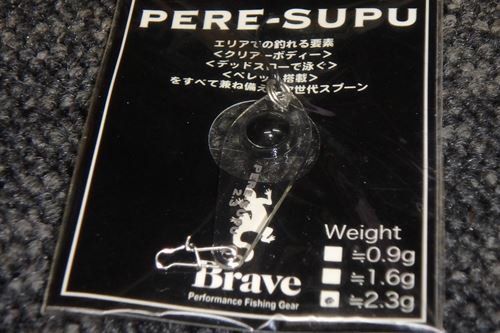 PERE-SUPU
エリアでの釣れる要素
<クリアーボディー>
<デッドスローで泳ぐ>
<ペレット搭載>
をすべて兼ね備え 次世代スプーン
Brave
Performance Fishing Gear
Weight
≒0.9g
≒1.6g
≒2.3g